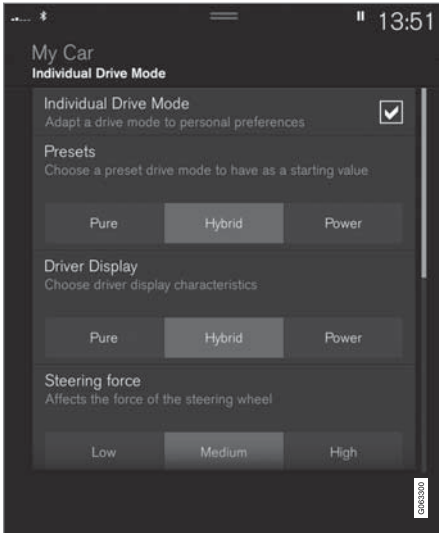 13:51
My Car
Individual Drive Mode
Individual Drive Mode
Adapt a drive mode to personal preferences
Presets
Choose a preset drive mode to have as a starting value
Pure Hybrid Power
Driver Display
Choose driver display characteristics
Pure Hybrid Power
Steering force
Affects the force of the steering wheel
Low Medium High
G063300